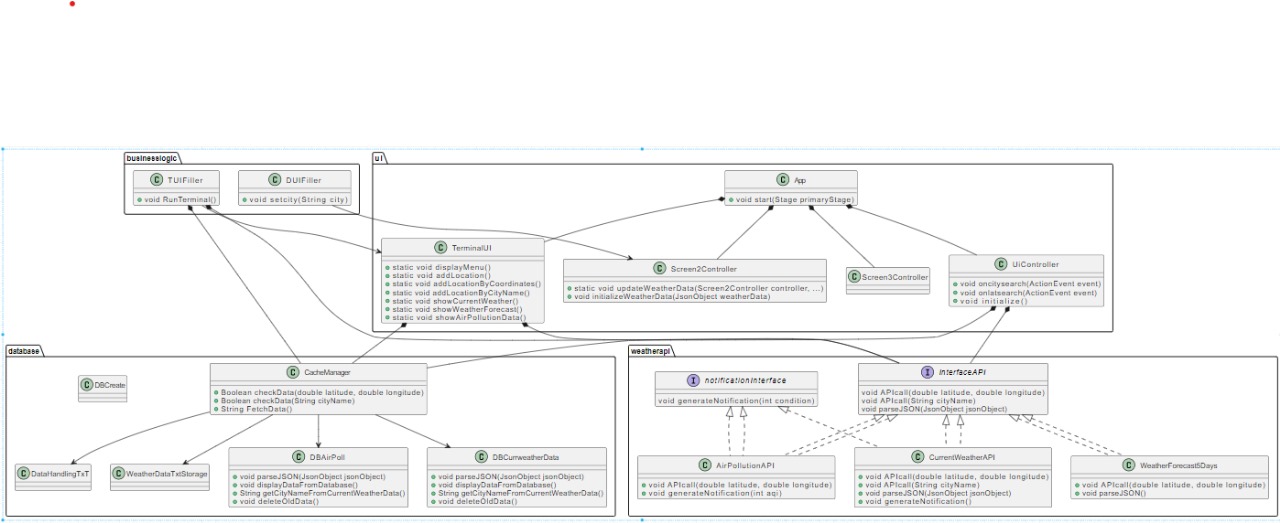 businesslogic
C TUIFiller
void RunTerminal()
C DUIFiller
void setcity(String city)
ui
C App
void start(Stage primaryStage)
C TerminalUI
static void displayMenu()
static void addLocation()
static void addLocationByCoordinates()
static void addLocationByCityName()
static void showCurrentWeather()
static void showWeatherForecast()
static void showAirPollutionData()
C Screen2Controller
static void updateWeatherData(Screen2Controller controller, ...)
void initializeWeatherData(JsonObject weatherData)
C Screen3Controller
C UiController
void oncitysearch(ActionEvent event)
void onlatsearch(ActionEvent event)
void initialize()
database
C DBCreate
C CacheManager
Boolean checkData(double latitude, double longitude)
Boolean checkData(String cityName)
String FetchData()
C DataHandlingTxT
C WeatherDataTxtStorage
C DBAirPoll
void parseJSON(JsonObject jsonObject)
void displayDataFromDatabase()
String getCityNameFromCurrentWeatherData()
void deleteOldData()
C DBCurrweatherData
void parseJSON(JsonObject jsonObject)
void displayDataFromDatabase()
String getCityNameFromCurrentWeatherData()
void deleteOldData()
weatherapi
I notificationInterface
void generateNotification(int condition)
I InterfaceAPI
void APIcall(double latitude, double longitude)
void APIcall(String cityName)
void parseJSON(JsonObject jsonObject)
C AirPollutionAPI
void APIcall(double latitude, double longitude)
void generateNotification(int aqi)
C CurrentWeatherAPI
void APIcall(double latitude, double longitude)
void APIcall(double latitude, double longitude)
void parseJSON(JsonObject jsonObject)
void generateNotification()
C WeatherForecast5Days
void APIcall(double latitude, double longitude)
void parseJSON()